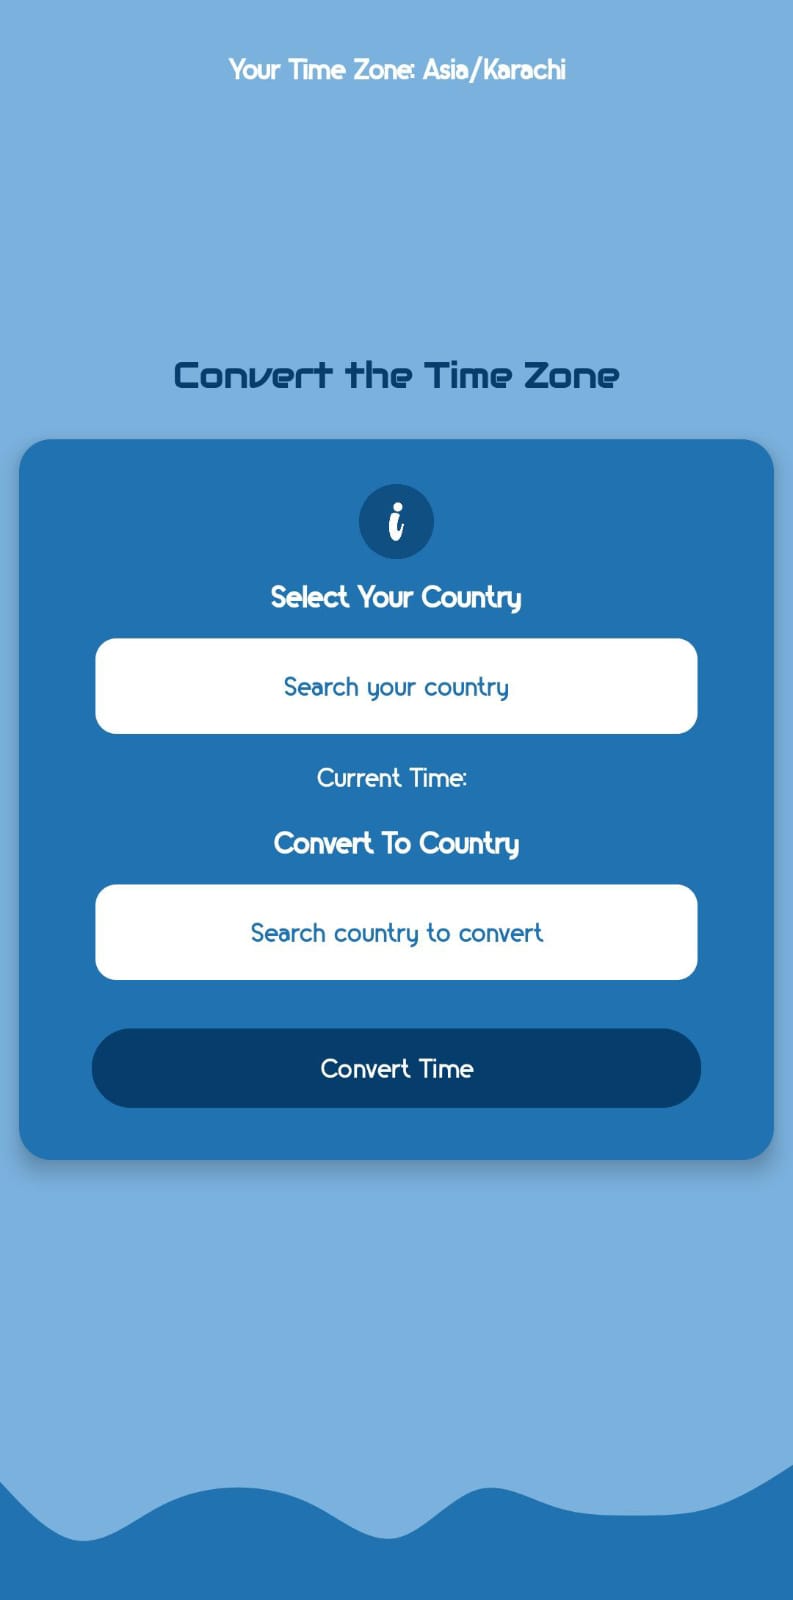 Your Time Zone: Asia/Karachi
Convert the Time Zone
i
Select Your Country
Search your country
Current Time:
Convert To Country
Search country to convert
Convert Time